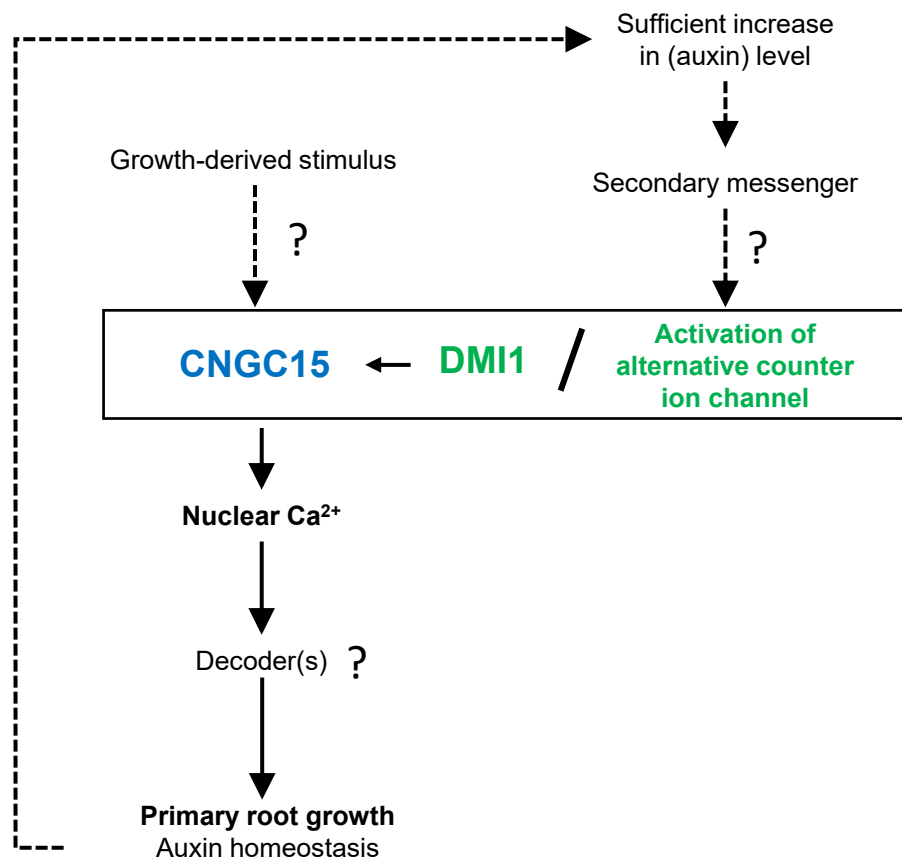 Sufficient increase
in (auxin) level
Growth-derived stimulus
Secondary messenger
?
?
CNGC15
DMI1
/
Activation of
alternative counter
ion channel
Nuclear Ca²⁺
Decoder(s) ?
Primary root growth
Auxin homeostasis